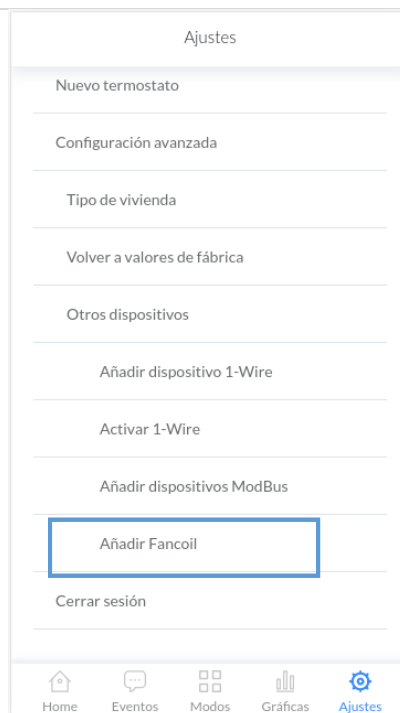 Ajustes
Nuevo termostato
Configuración avanzada
Tipo de vivienda
Volver a valores de fábrica
Otros dispositivos
Añadir dispositivo 1-Wire
Activar 1-Wire
Añadir dispositivos ModBus
Añadir Fancoil
Cerrar sesión
Home Eventos Modos Gráficas Ajustes